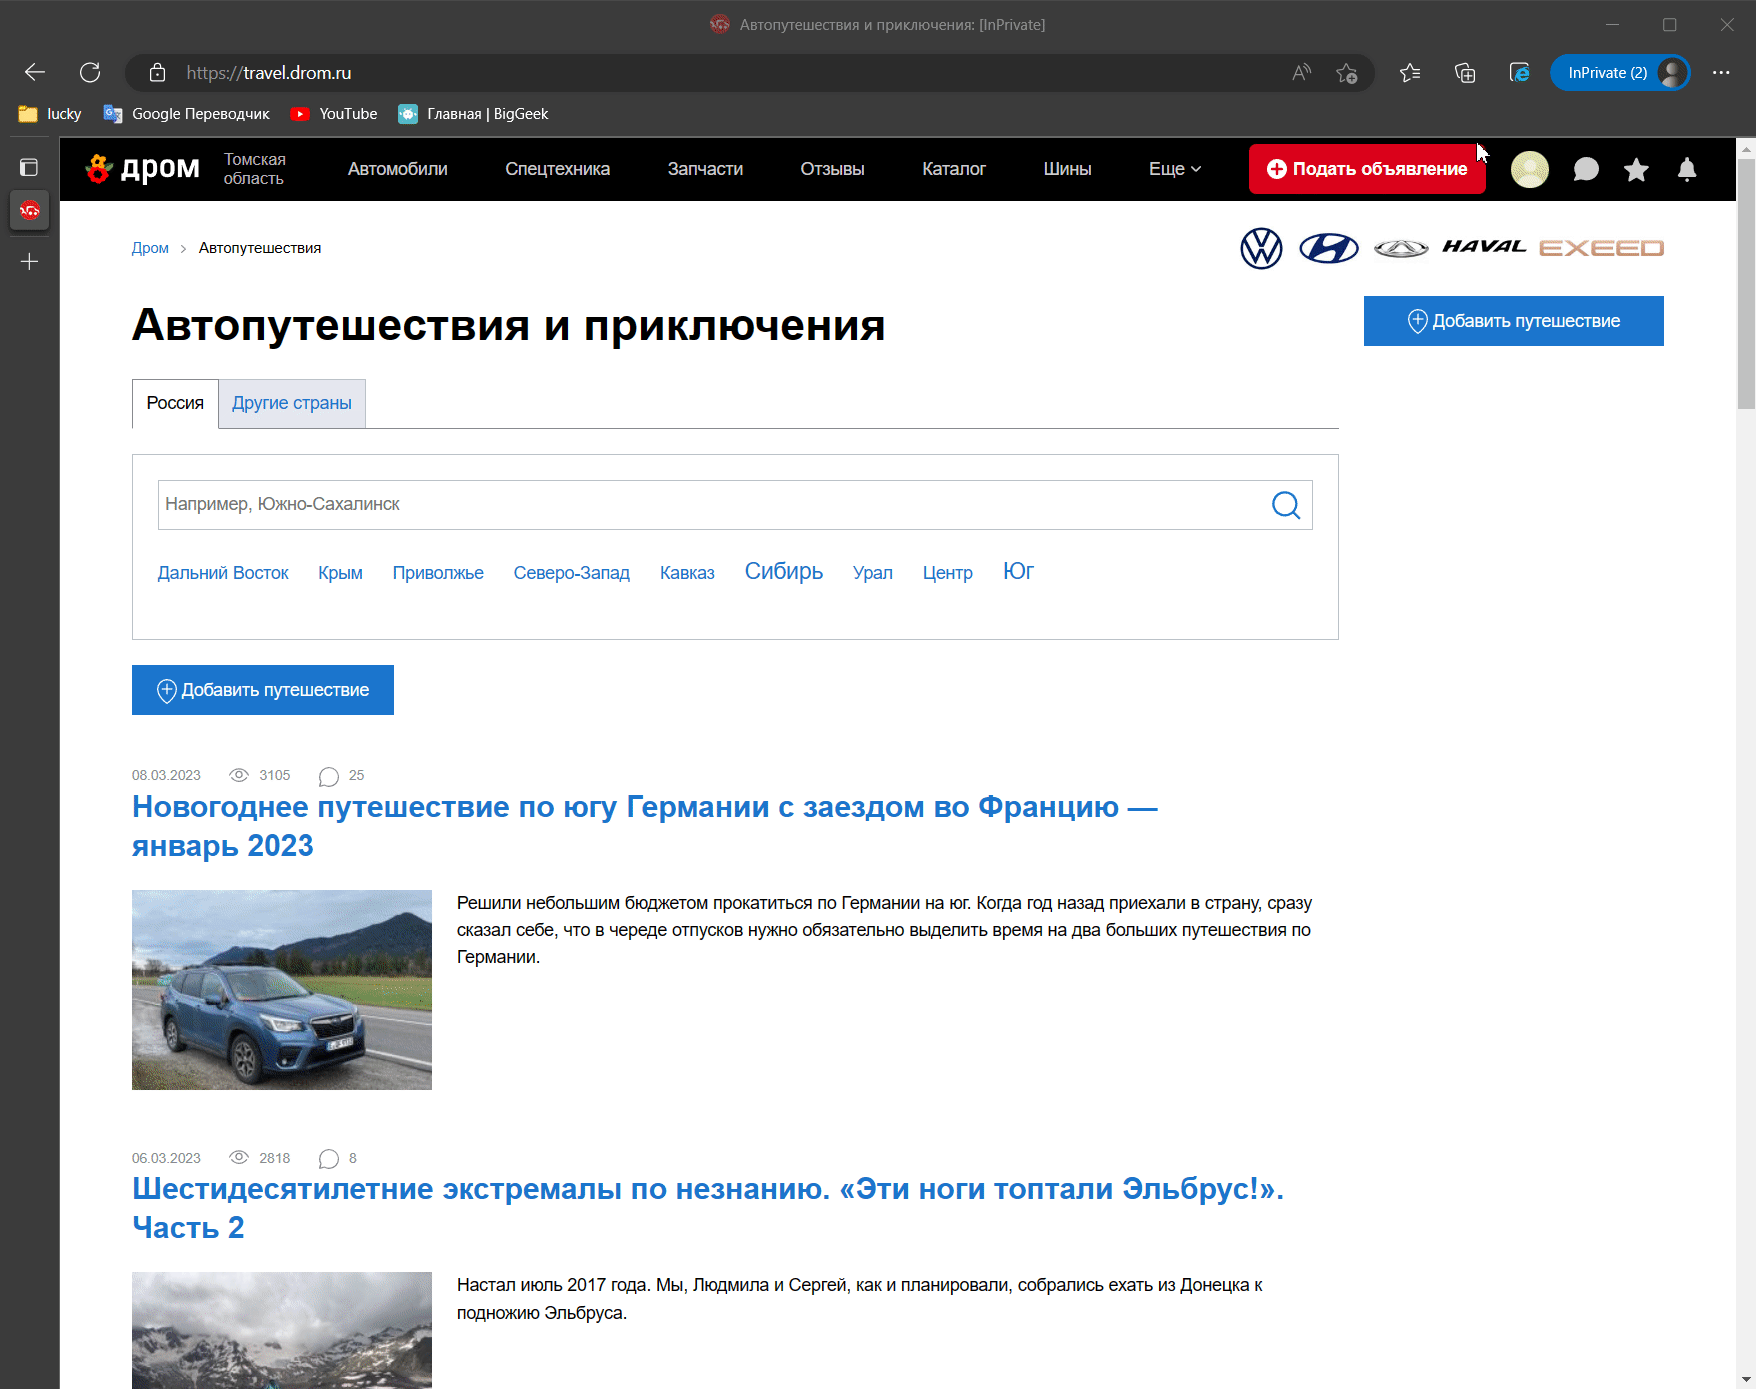 Автопутешествия и приключения: [InPrivate]
https://travel.drom.ru
InPrivate (2)
lucky
Google Переводчик
YouTube
Главная | BigGeek
дром
Томская область
Автомобили
Спецтехника
Запчасти
Отзывы
Каталог
Шины
Еще
Подать объявление
Дром
Автопутешествия
HAVAL
EXEED
Автопутешествия и приключения
Добавить путешествие
Россия
Другие страны
Например, Южно-Сахалинск
Дальний Восток
Крым
Приволжье
Северо-Запад
Кавказ
Сибирь
Урал
Центр
Юг
Добавить путешествие
08.03.2023 3105 25
Новогоднее путешествие по югу Германии с заездом во Францию —
январь 2023
Решили небольшим бюджетом прокатиться по Германии на юг. Когда год назад приехали в страну, сразу
сказал себе, что в череде отпусков нужно обязательно выделить время на два больших путешествия по
Германии.
06.03.2023 2818 8
Шестидесятилетние экстремалы по незнанию. «Эти ноги топтали Эльбрус!».
Часть 2
Настал июль 2017 года. Мы, Людмила и Сергей, как и планировали, собрались ехать из Донецка к
подножию Эльбруса.